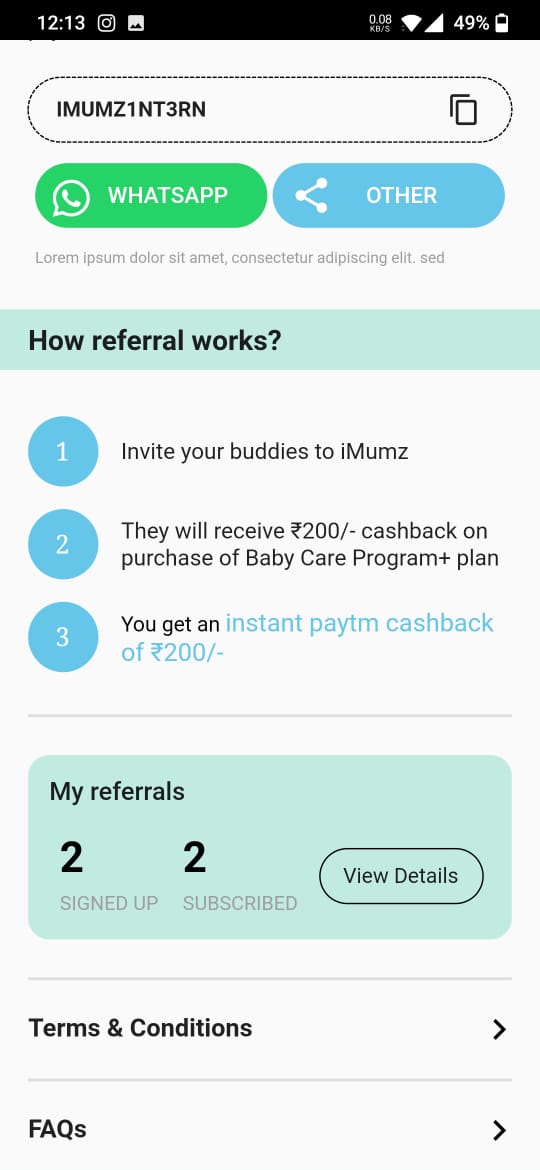 12:13
0.08
KB/S
49%
IMUMZ1NT3RN
WHATSAPP
OTHER
Lorem ipsum dolor sit amet, consectetur adipiscing elit. sed
How referral works?
1
Invite your buddies to iMumz
2
They will receive ₹200/- cashback on
purchase of Baby Care Program+ plan
3
You get an instant paytm cashback
of ₹200/-
My referrals
2
2
SIGNED UP
SUBSCRIBED
View Details
Terms & Conditions
FAQs